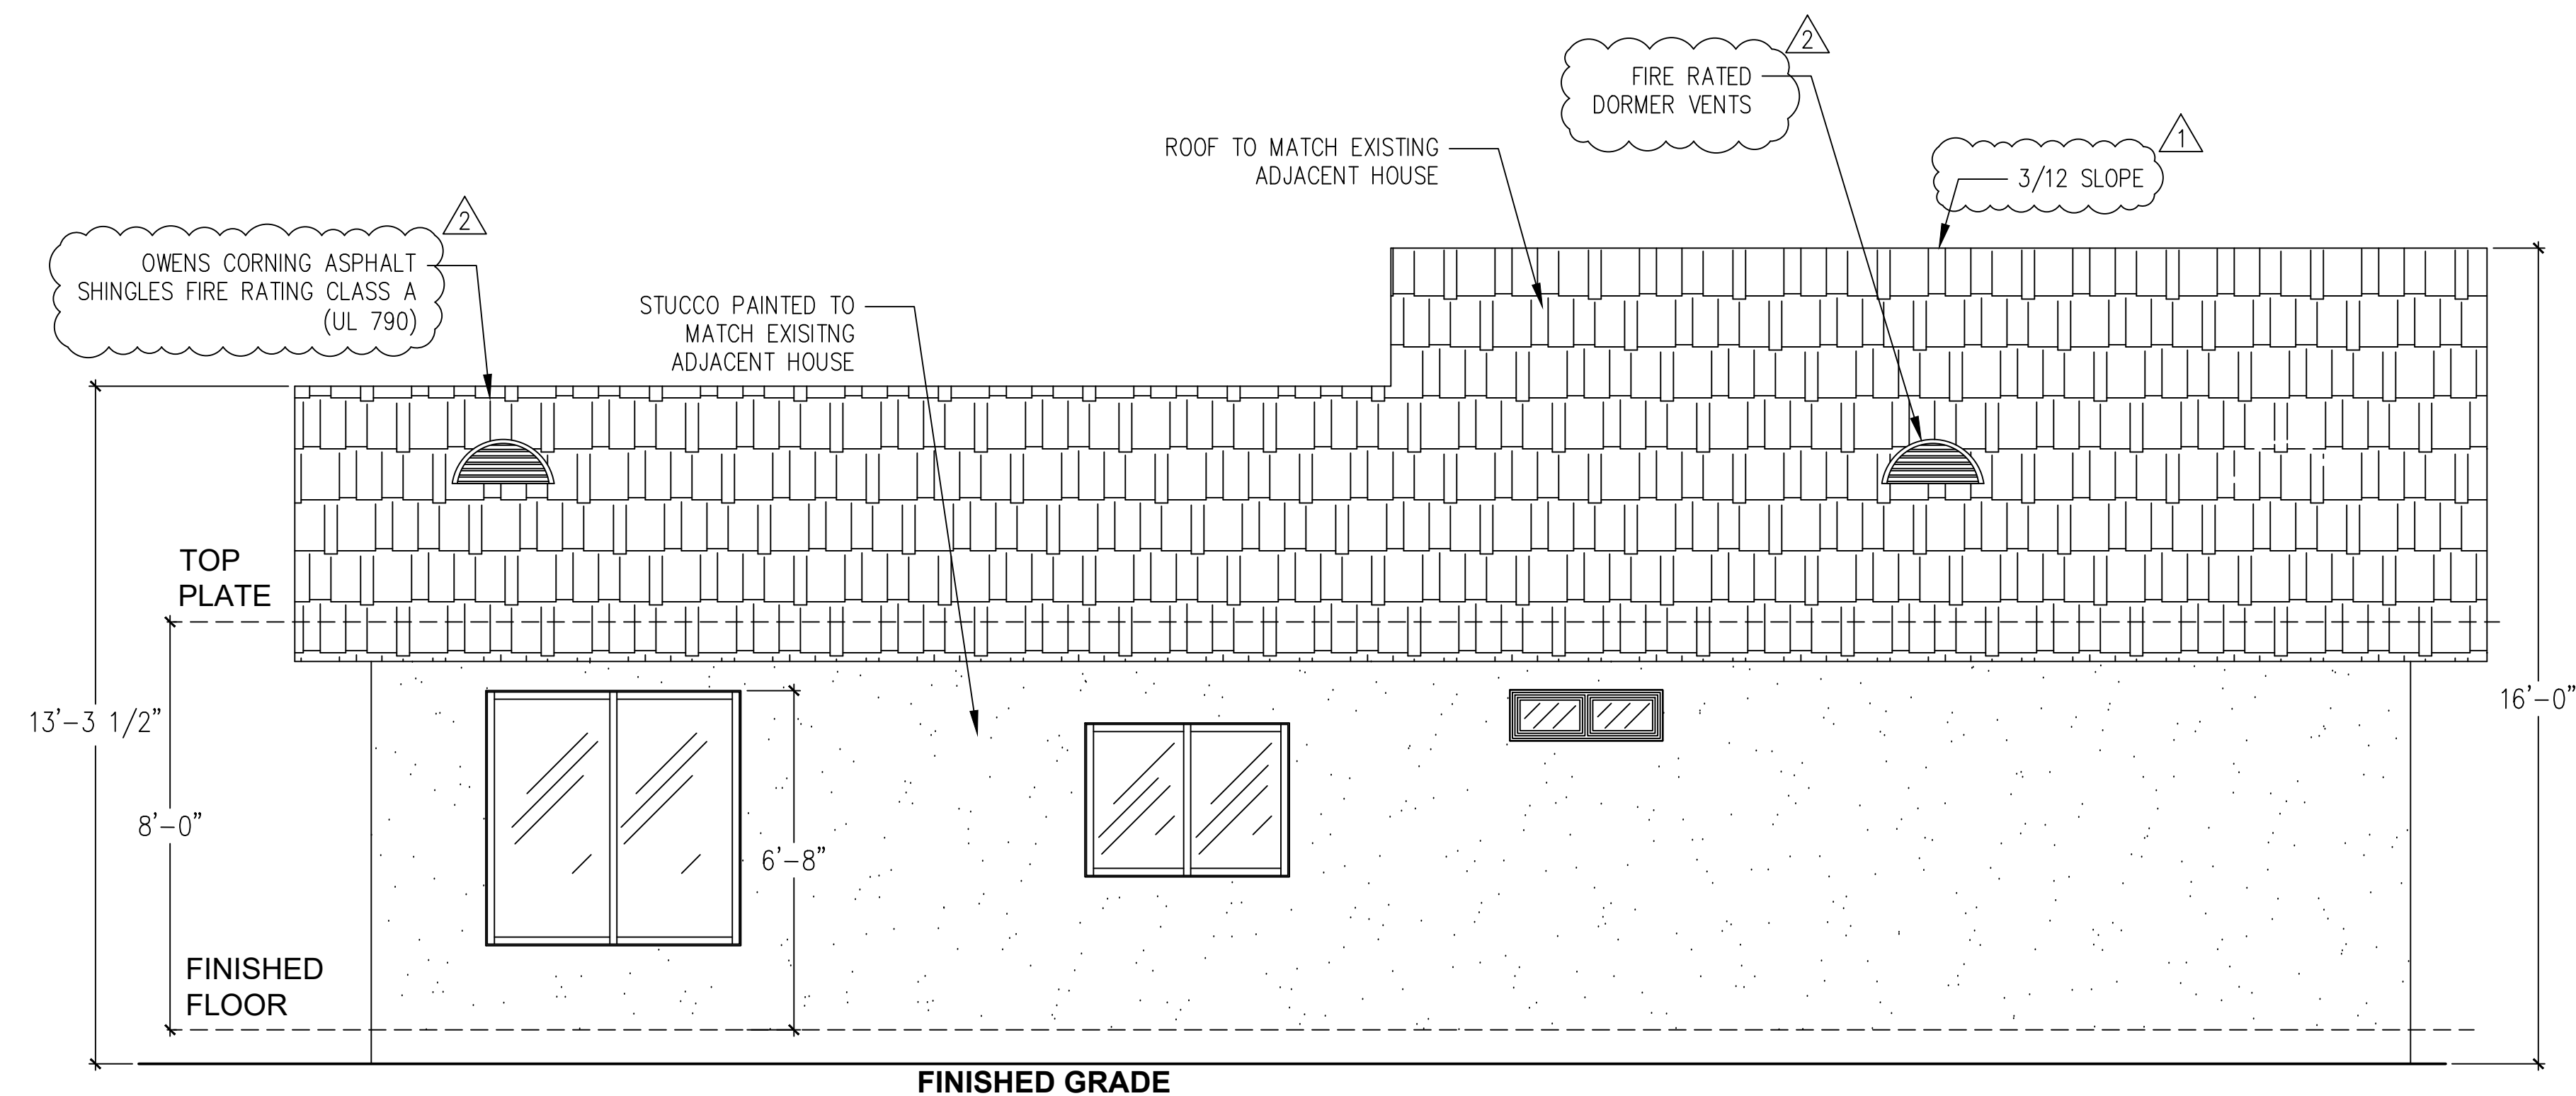 2
FIRE RATED
DORMER VENTS
1
3/12 SLOPE
ROOF TO MATCH EXISTING
ADJACENT HOUSE
2
OWENS CORNING ASPHALT
SHINGLES FIRE RATING CLASS A
(UL 790)
STUCCO PAINTED TO
MATCH EXISITNG
ADJACENT HOUSE
TOP
PLATE
13'-3 1/2"
8'-0"
6'-8"
16'-0"
FINISHED
FLOOR
FINISHED GRADE